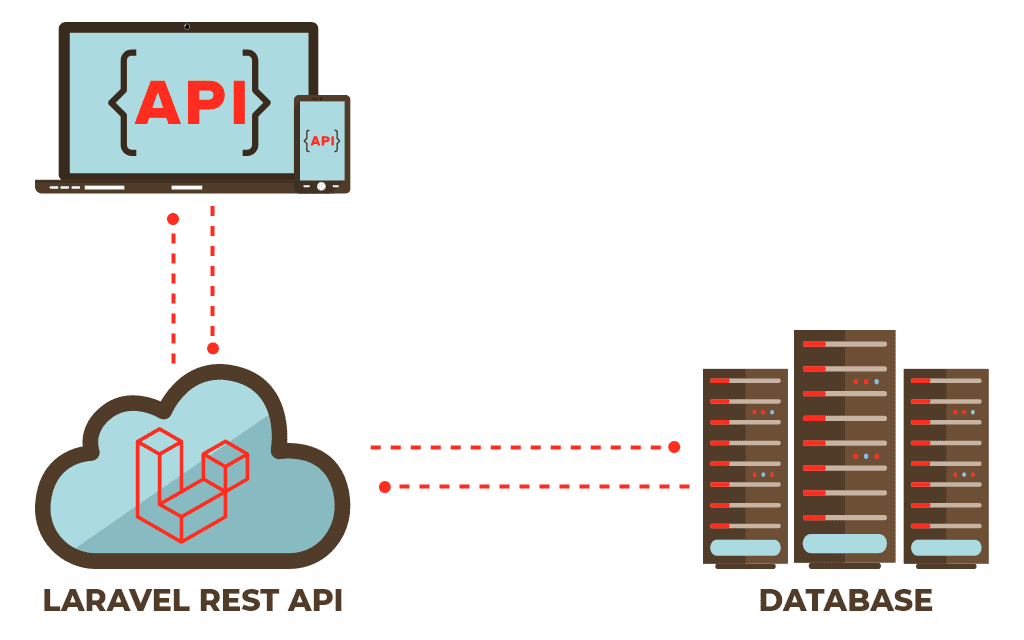 {API}
{API}
LARAVEL REST API
DATABASE